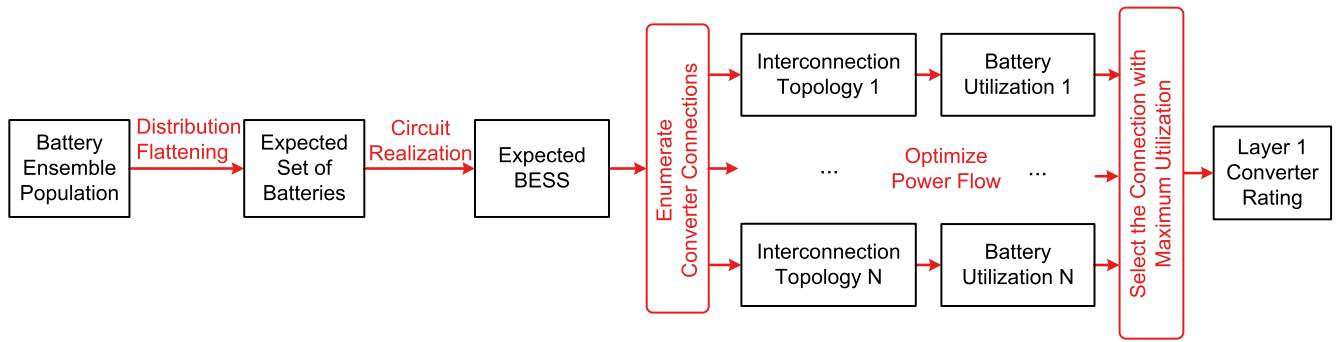 Battery
Ensemble
Population
Distribution
Flattening
Expected
Set of
Batteries
Circuit
Realization
Expected
BESS
Enumerate
Converter Connections
Interconnection
Topology 1
Battery
Utilization 1
...
Optimize
Power Flow
...
Interconnection
Topology N
Battery
Utilization N
Select the Connection with
Maximum Utilization
Layer 1
Converter
Rating